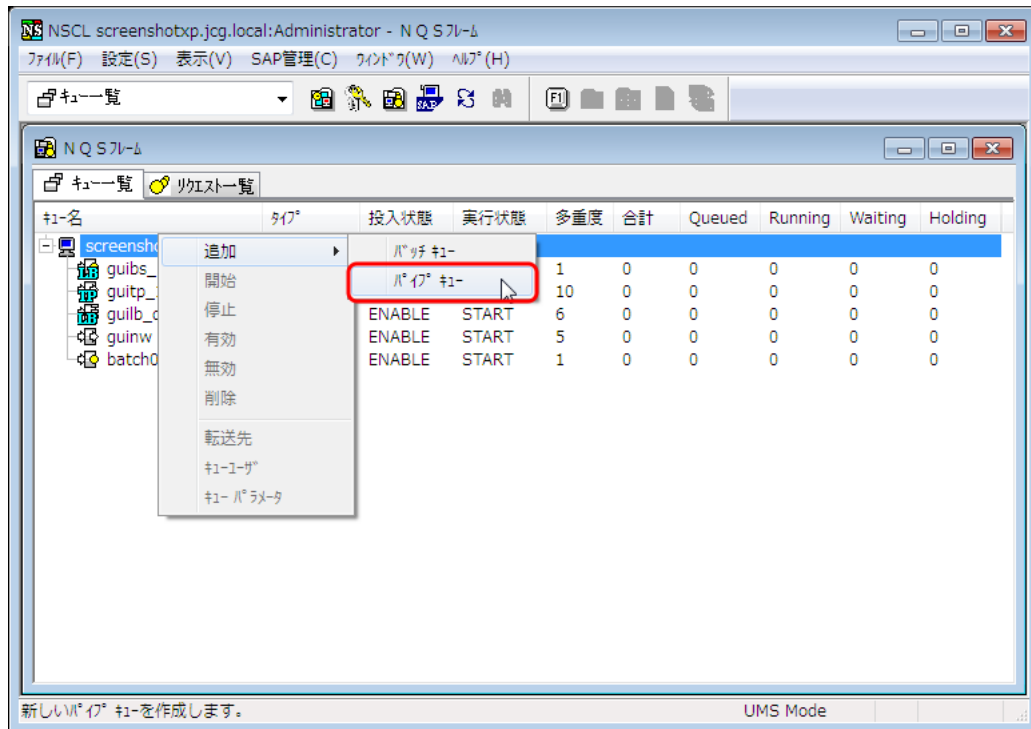 NSCL screenshotxp.jcg.local:Administrator - ＮＱＳﾌﾚｰﾑ
ﾌｧｲﾙ(F) 設定(S) 表示(V) SAP管理(C) ｳｨﾝﾄﾞｳ(W) ﾍﾙﾌﾟ(H)
ｷｭｰ一覧
ＮＱＳﾌﾚｰﾑ
ｷｭｰ一覧 ﾘｸｴｽﾄ一覧
ｷｭｰ名 ﾀｲﾌﾟ 投入状態 実行状態 多重度 合計 Queued Running Waiting Holding
screensho
guibs_ 1 0 0 0 0 0
guitp_ 10 0 0 0 0 0
guilb_ ENABLE START 6 0 0 0 0 0
guinw ENABLE START 5 0 0 0 0 0
batch0 ENABLE START 1 0 0 0 0 0
追加
開始
停止
有効
無効
削除
転送先
ｷｭｰﾕｰｻﾞ
ｷｭｰ ﾊﾟﾗﾒｰﾀ
ﾊﾞｯﾁ ｷｭｰ
ﾊﾟｲﾌﾟ ｷｭｰ
新しいﾊﾟｲﾌﾟ ｷｭｰを作成します。 UMS Mode